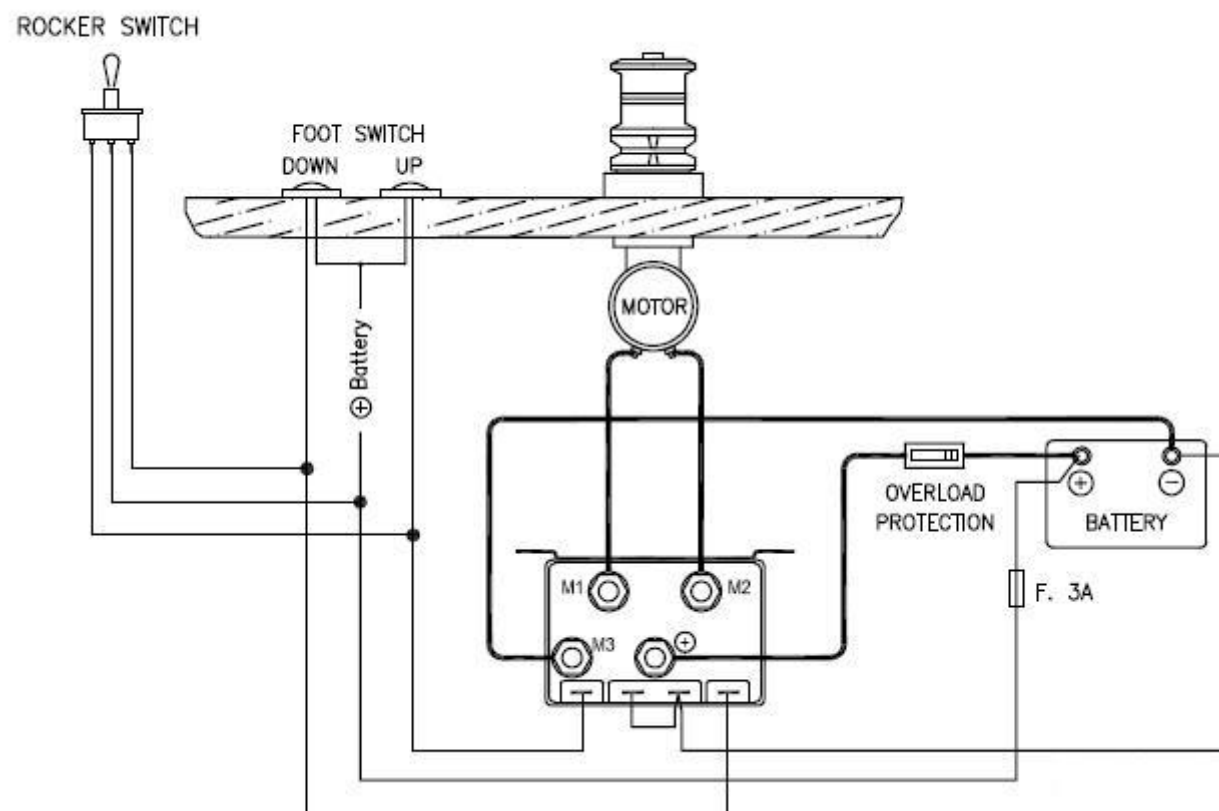 ROCKER SWITCH
FOOT SWITCH
DOWN UP
MOTOR
+ Battery
OVERLOAD
PROTECTION
+ −
BATTERY
F. 3A
M1 M2
M3 +